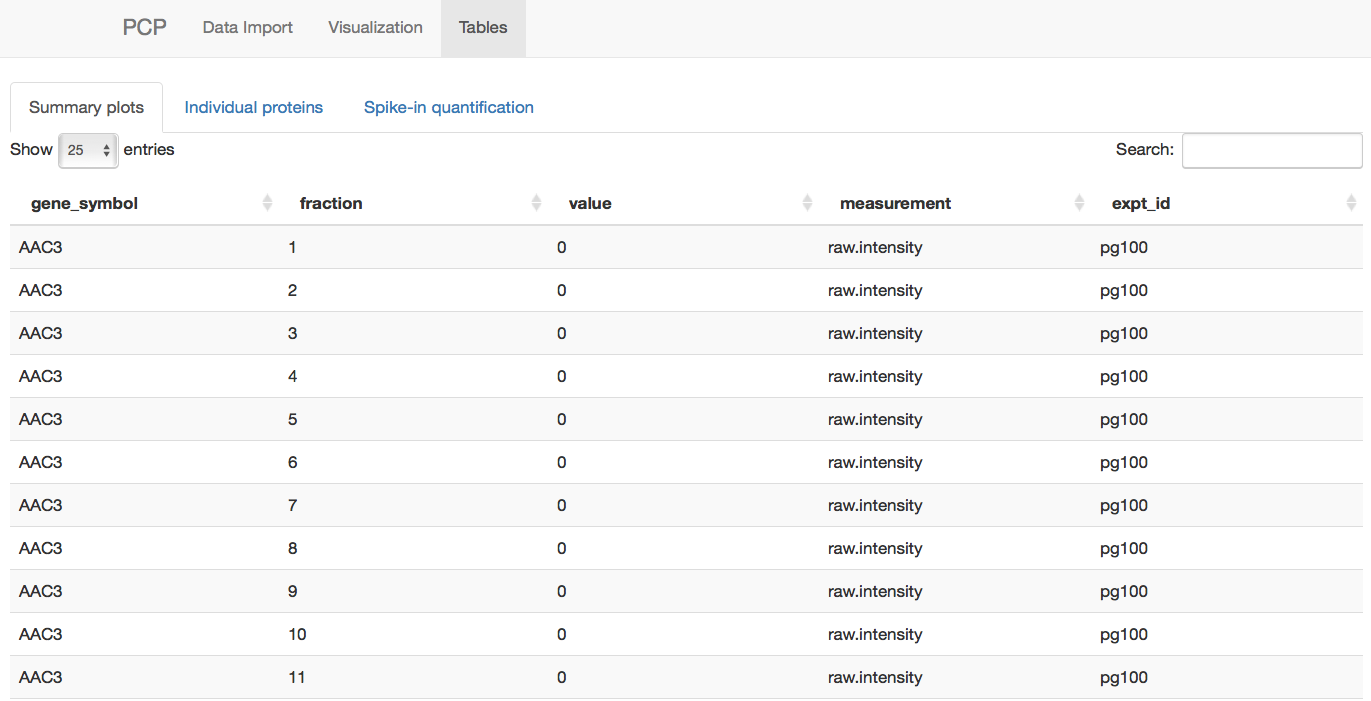 PCP Data Import Visualization Tables
Summary plots Individual proteins Spike-in quantification
Show 25 entries Search:
gene_symbol fraction value measurement expt_id
AAC3 1 0 raw.intensity pg100
AAC3 2 0 raw.intensity pg100
AAC3 3 0 raw.intensity pg100
AAC3 4 0 raw.intensity pg100
AAC3 5 0 raw.intensity pg100
AAC3 6 0 raw.intensity pg100
AAC3 7 0 raw.intensity pg100
AAC3 8 0 raw.intensity pg100
AAC3 9 0 raw.intensity pg100
AAC3 10 0 raw.intensity pg100
AAC3 11 0 raw.intensity pg100